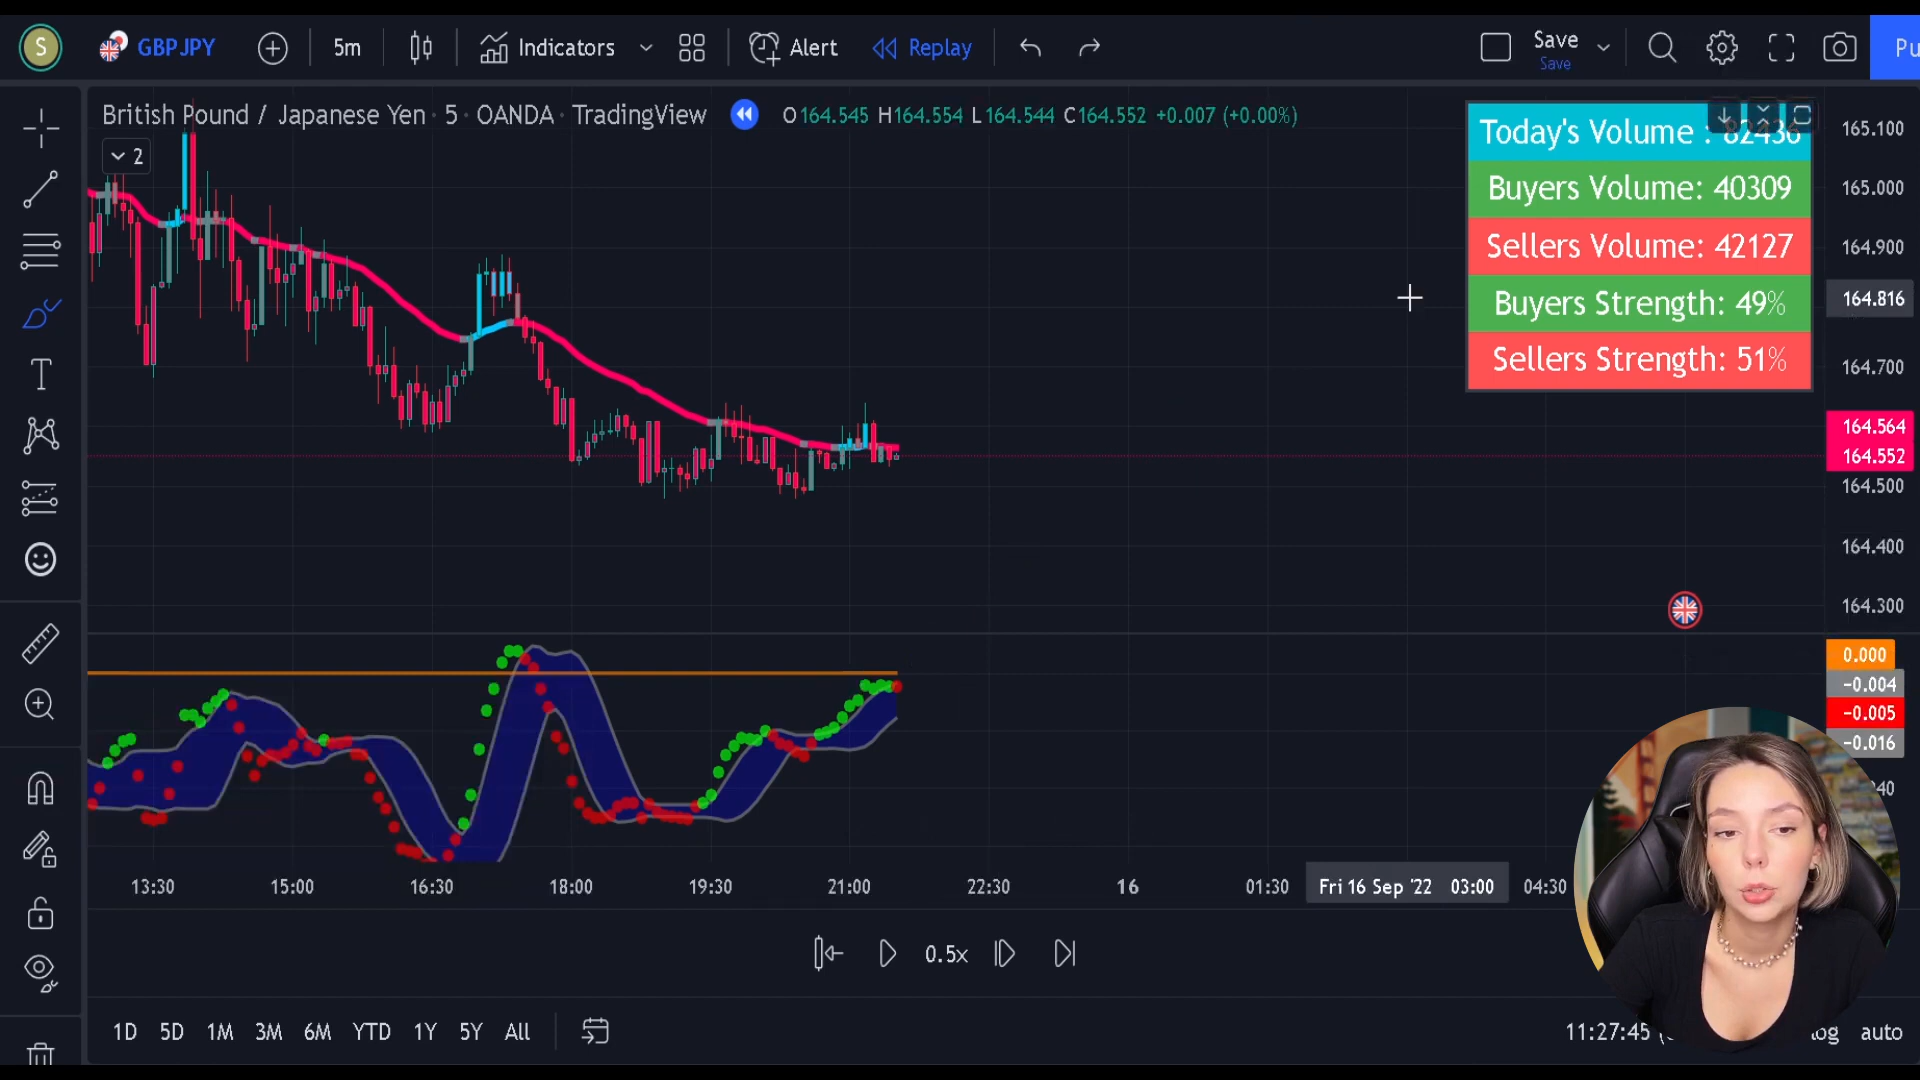 S GBPJPY 5m Indicators Alert Replay Save Pu
Save
British Pound / Japanese Yen · 5 · OANDA · TradingView O164.545 H164.554 L164.544 C164.552 +0.007 (+0.00%)
2
Today's Volume : 82436
Buyers Volume: 40309
Sellers Volume: 42127
Buyers Strength: 49%
Sellers Strength: 51%
165.100
165.000
164.900
164.816
164.700
164.564
164.552
164.500
164.400
164.300
0.000
−0.004
−0.005
−0.016
40
13:30 15:00 16:30 18:00 19:30 21:00 22:30 16 01:30 Fri 16 Sep '22 03:00 04:30
0.5x
1D 5D 1M 3M 6M YTD 1Y 5Y All 11:27:45 log auto